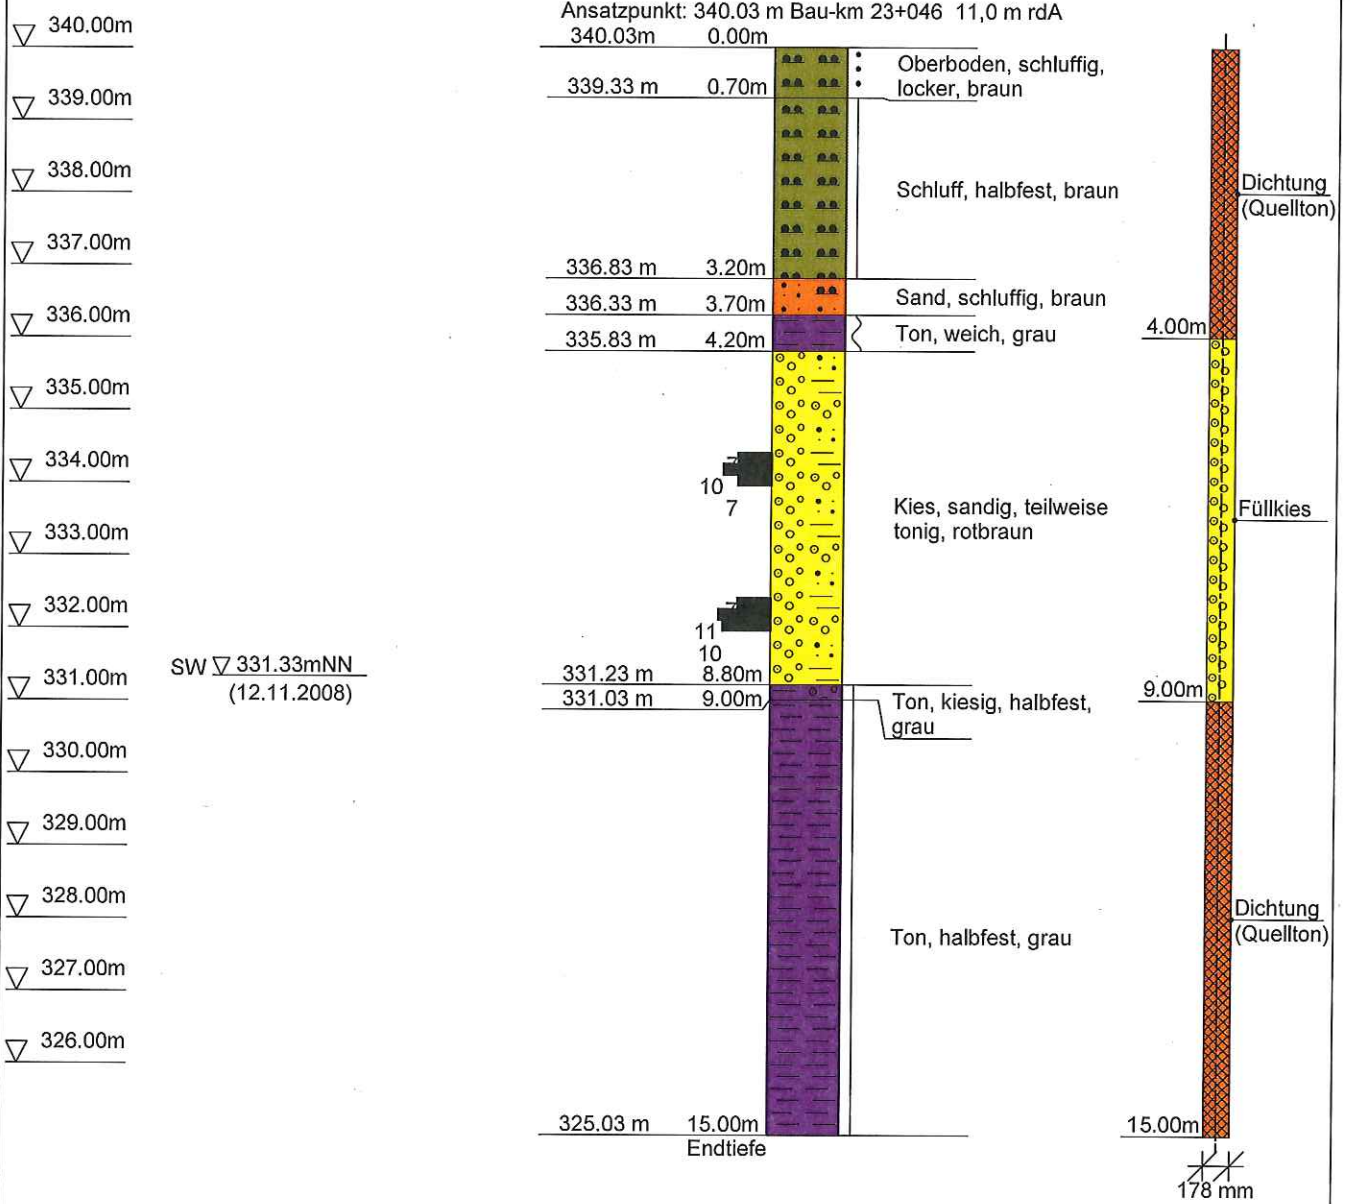 Ansatzpunkt: 340.03 m Bau-km 23+046 11,0 m rdA
340.00m
340.03m 0.00m
Oberboden, schluffig,
locker, braun
339.33 m 0.70m
339.00m
338.00m
Schluff, halbfest, braun
Dichtung
(Quellton)
337.00m
336.83 m 3.20m
336.33 m 3.70m
Sand, schluffig, braun
336.00m
335.83 m 4.20m
Ton, weich, grau
4.00m
335.00m
334.00m
7
10
7
Kies, sandig, teilweise
tonig, rotbraun
Füllkies
333.00m
332.00m
7
11
10
SW 331.33mNN
(12.11.2008)
331.00m
331.23 m 8.80m
331.03 m 9.00m
Ton, kiesig, halbfest,
grau
9.00m
330.00m
329.00m
328.00m
Dichtung
(Quellton)
Ton, halbfest, grau
327.00m
326.00m
325.03 m 15.00m
Endtiefe
15.00m
178 mm